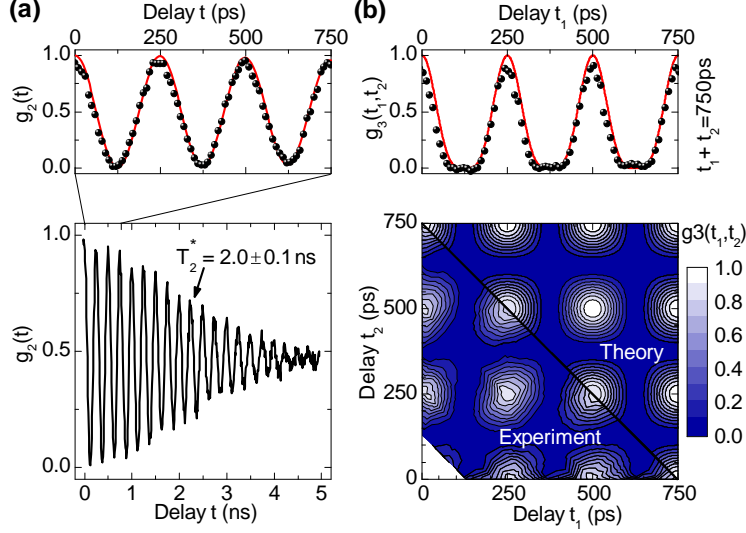 (a)
Delay t (ps)
0 250 500 750
g₂(t)
1.0
0.5
0.0
(b)
Delay t₁ (ps)
0 250 500 750
g₃(t₁,t₂)
1.0
0.5
0.0
t₁ + t₂=750ps
g₂(t)
1.0
0.5
0.0
T₂* = 2.0±0.1 ns
0 1 2 3 4 5
Delay t (ns)
Delay t₂ (ps)
750
500
250
0
Theory
Experiment
0 250 500 750
Delay t₁ (ps)
g3(t₁,t₂)
1.0
0.8
0.6
0.4
0.2
0.0